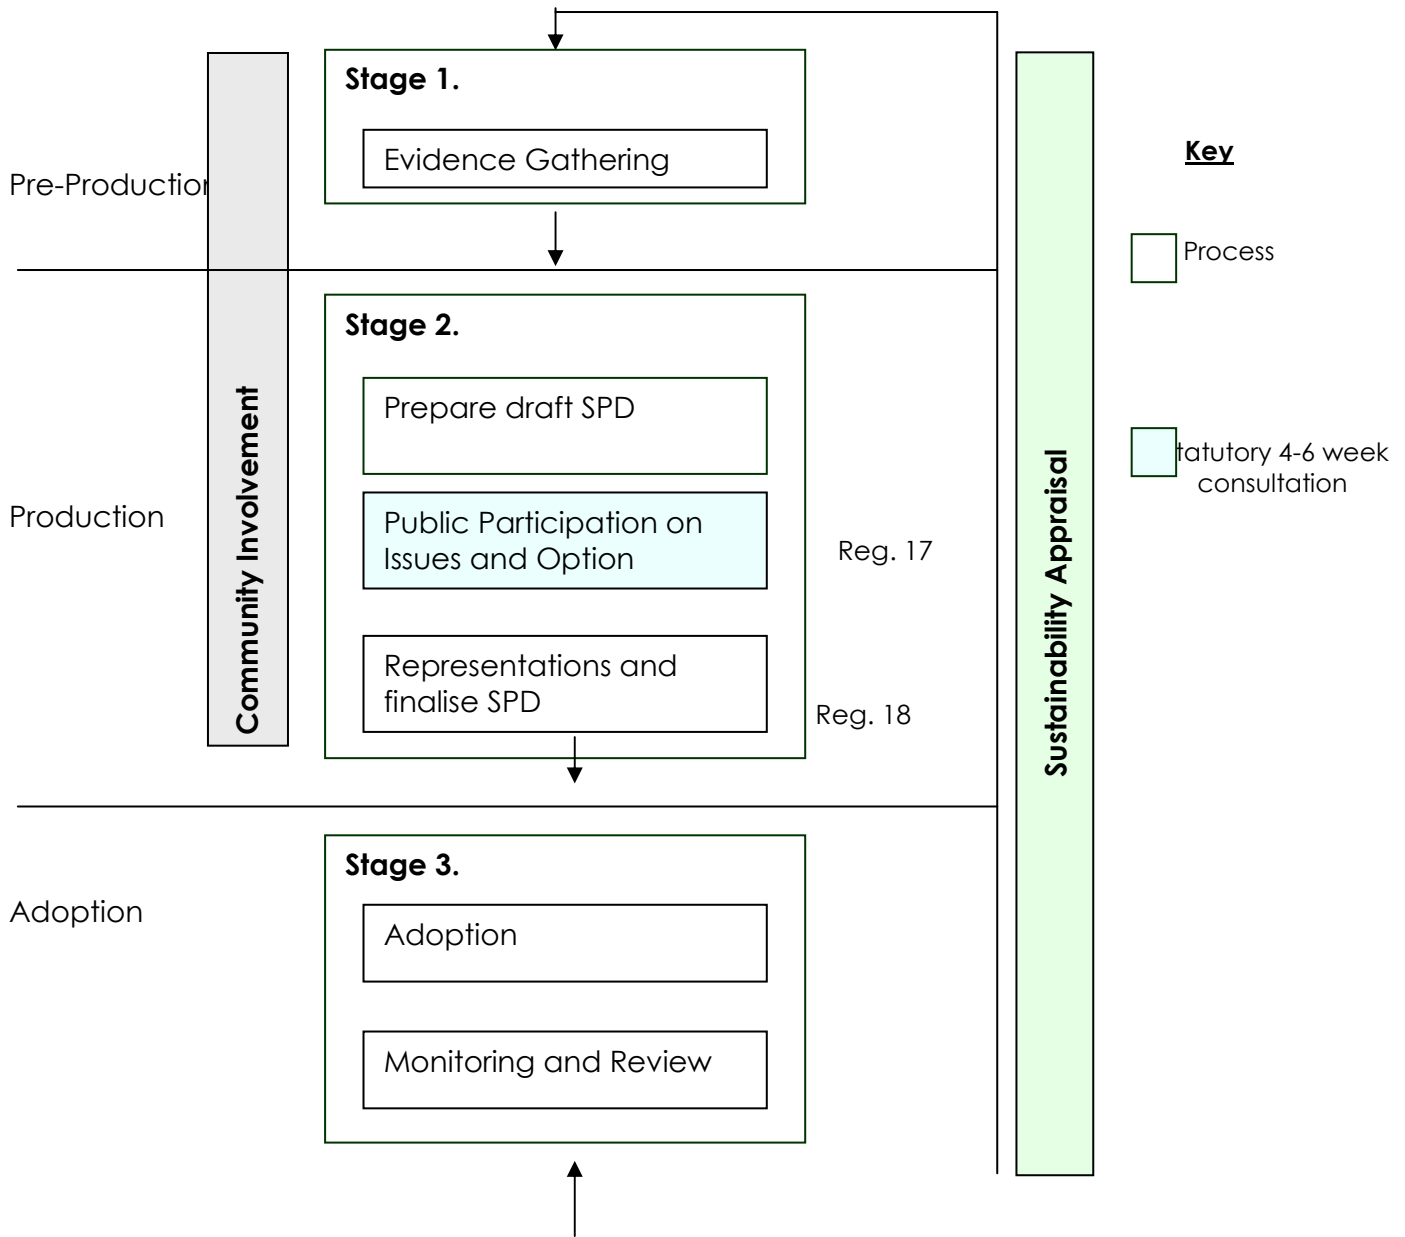 Stage 1.
Evidence Gathering
Pre-Production
Key
Process
Stage 2.
Prepare draft SPD
Community Involvement
Production
Public Participation on
Issues and Option
Reg. 17
tatutory 4-6 week
consultation
Sustainability Appraisal
Representations and
finalise SPD
Reg. 18
Stage 3.
Adoption
Adoption
Monitoring and Review